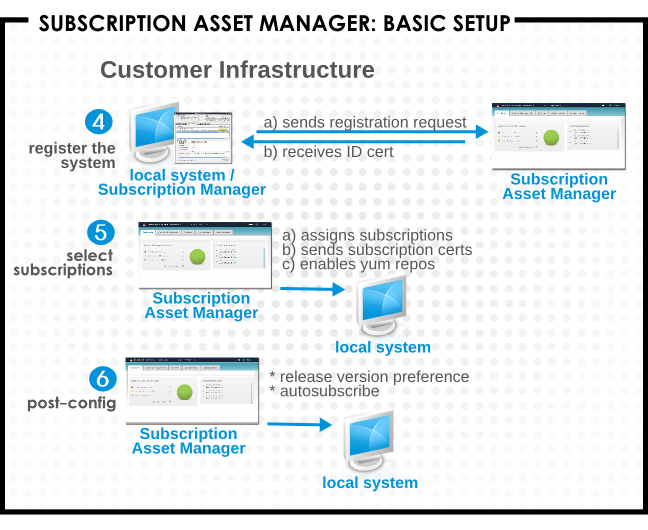 SUBSCRIPTION ASSET MANAGER: BASIC SETUP
Customer Infrastructure
4
register the
system
local system /
Subscription Manager
a) sends registration request
b) receives ID cert
Subscription
Asset Manager
5
select
subscriptions
Subscription
Asset Manager
a) assigns subscriptions
b) sends subscription certs
c) enables yum repos
local system
6
post-config
Subscription
Asset Manager
* release version preference
* autosubscribe
local system